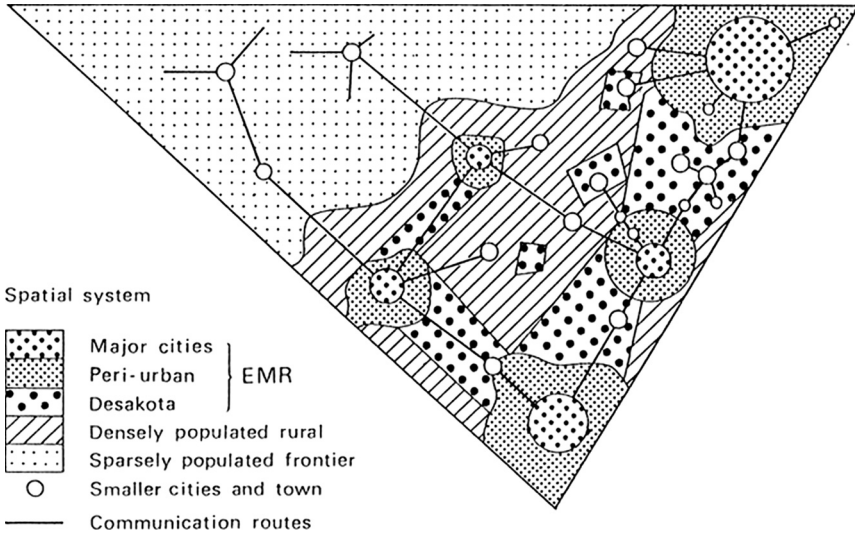 Spatial system
Major cities
Peri-urban
EMR
Desakota
Densely populated rural
Sparsely populated frontier
Smaller cities and town
Communication routes